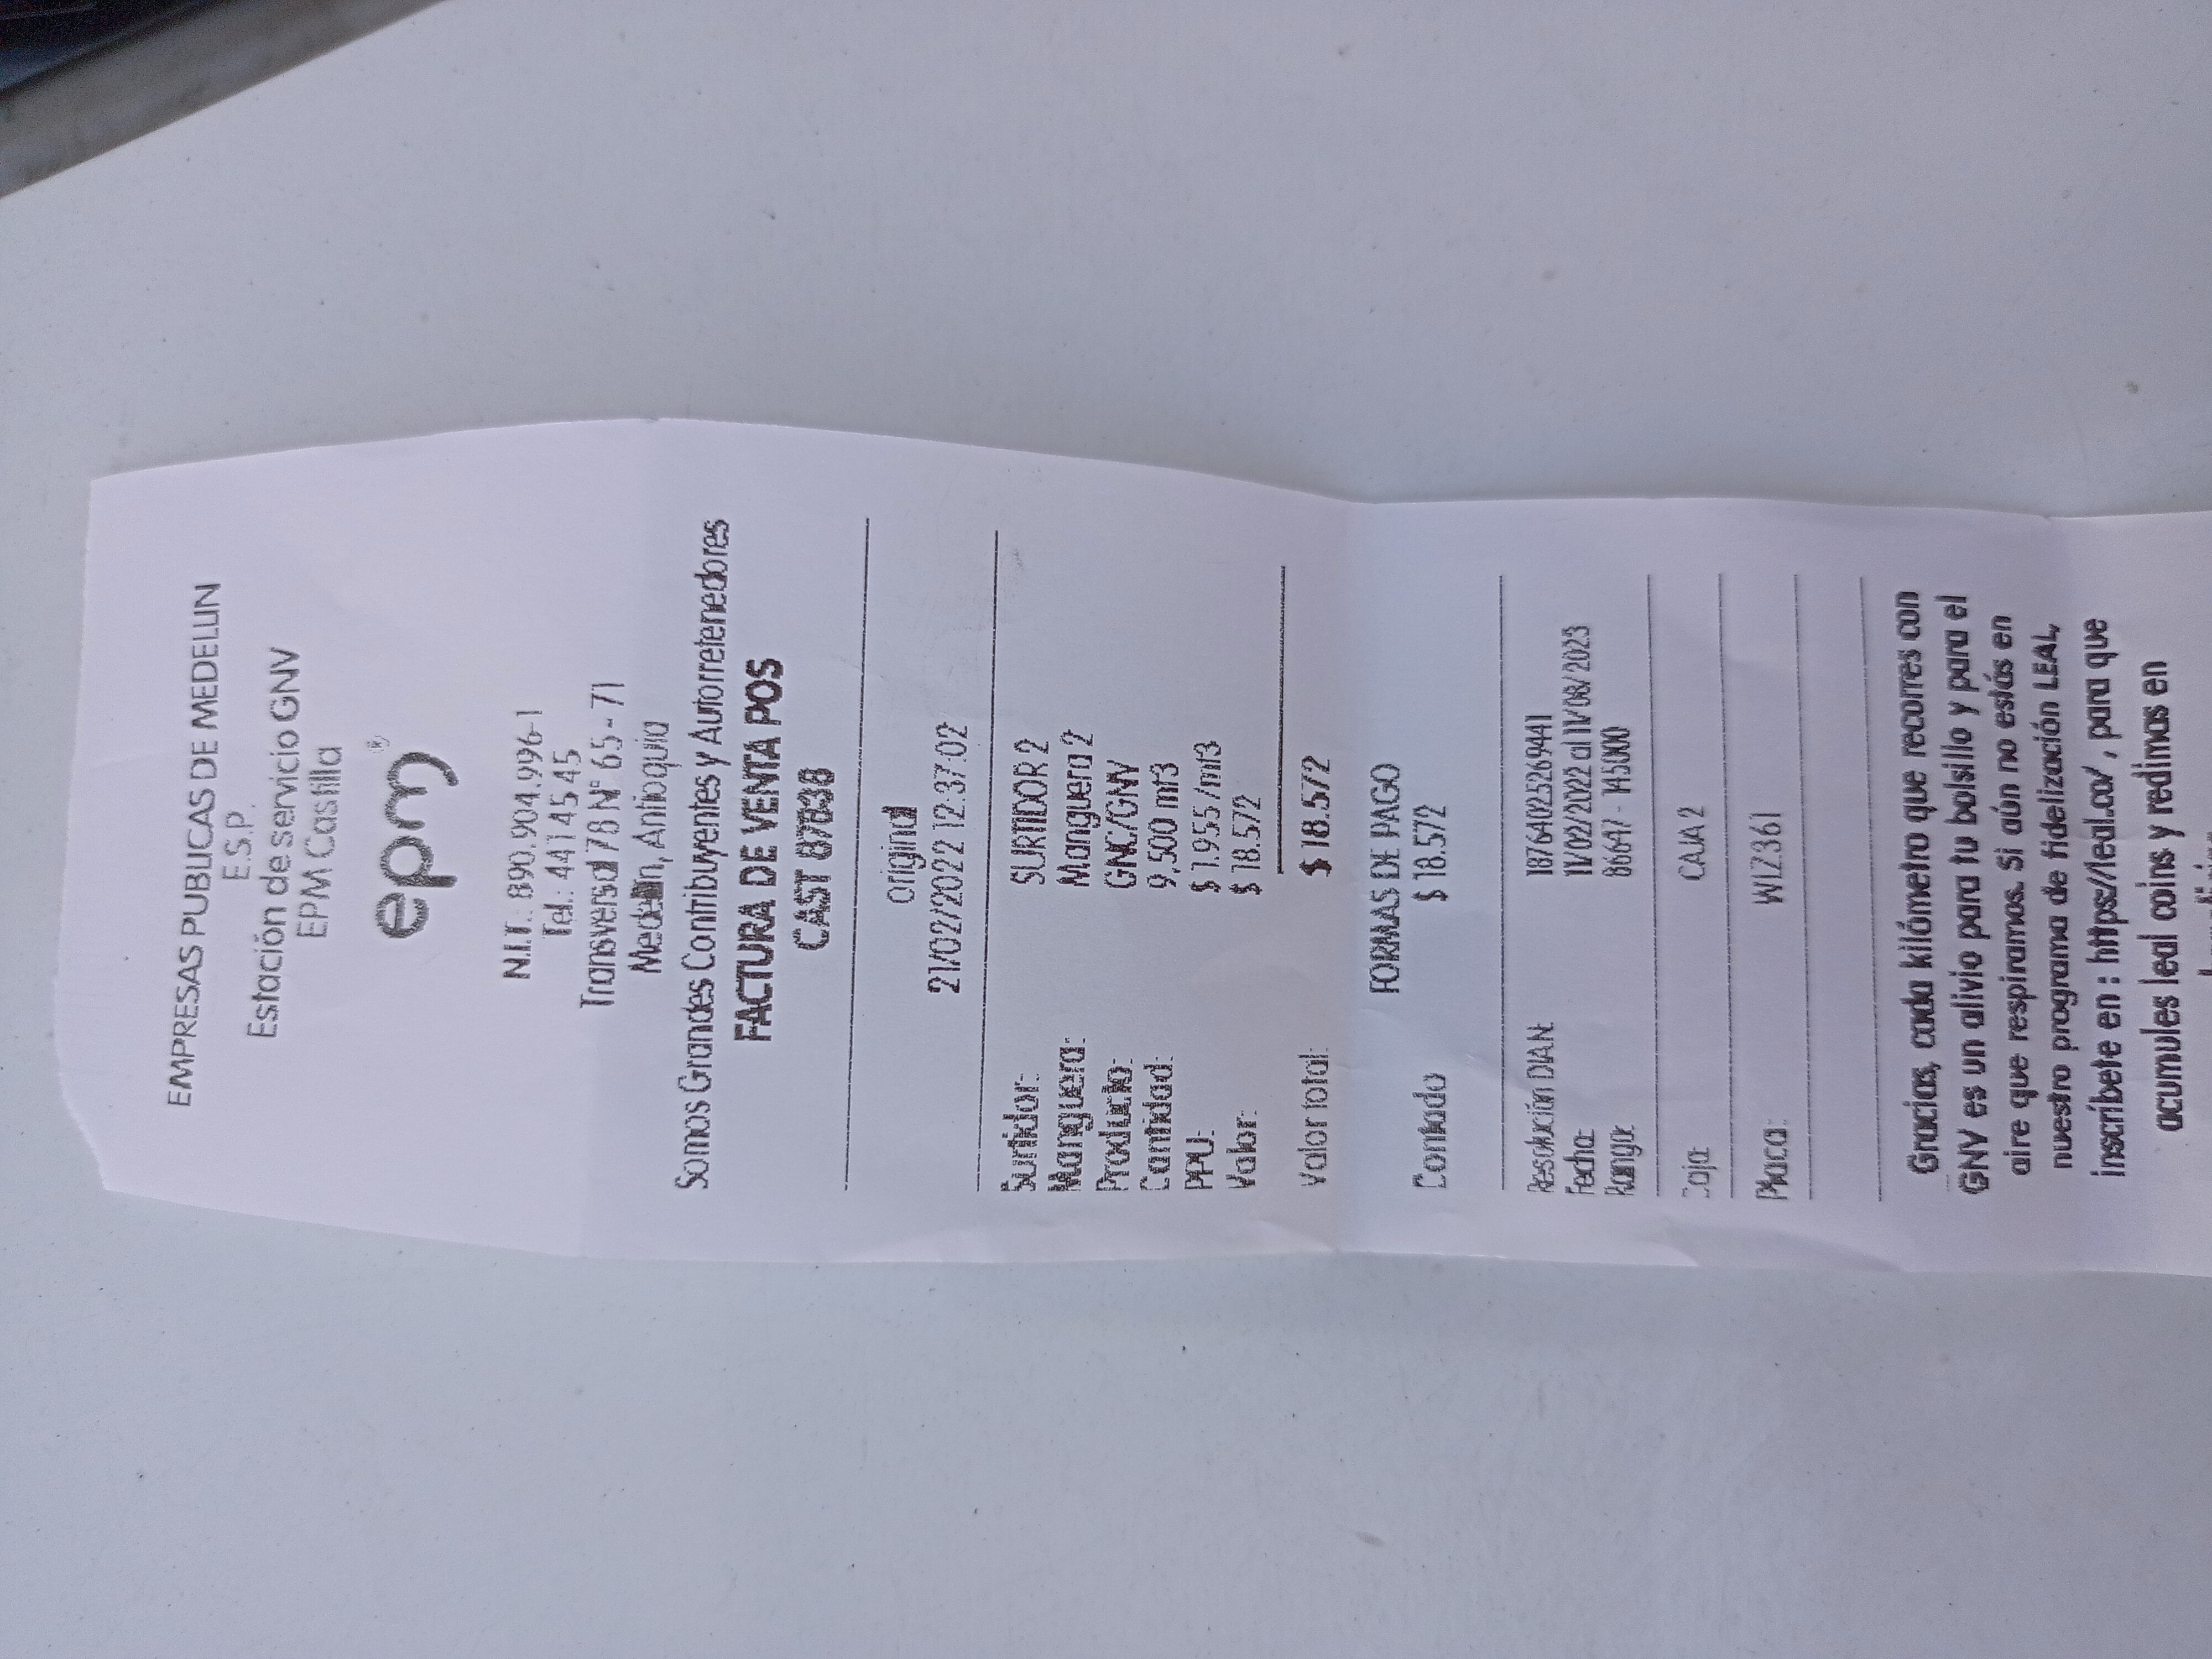 EMPRESAS PUBLICAS DE MEDELLIN
E.S.P.
Estación de servicio GNV
EPM Castilla
epm®
N.I.T.: 890.904.996-1
Tel.: 44145 45
Transversal 78 N° 65 - 71
Medellin, Antioquia
Somos Grandes Contribuyentes y Autorretenedores
FACTURA DE VENTA POS
CAST 87838
original
21/02/2022 12:37:02
Surtidor: SURTIDOR 2
Manguera: Manguera 2
Producto: GNC/GNV
Cantidad: 9,500 mt3
PPU: $ 1.955 /mt3
Valor: $ 18.572
Valor total: $ 18.572
FORMAS DE PAGO
Contado $ 18.572
Resolución DIAN: 18764025269441
Fecha: 11/02/2022 al 11/08/2023
Rango: 86647 - 145000
Caja: CAJA 2
Placa: WIZ361
Gracias, cada kilómetro que recorres con
GNV es un alivio para tu bolsillo y para el
aire que respiramos. Si aún no estás en
nuestro programa de fidelización LEAL,
inscríbete en : https://leal.co/ , para que
acumules leal coins y redimas en